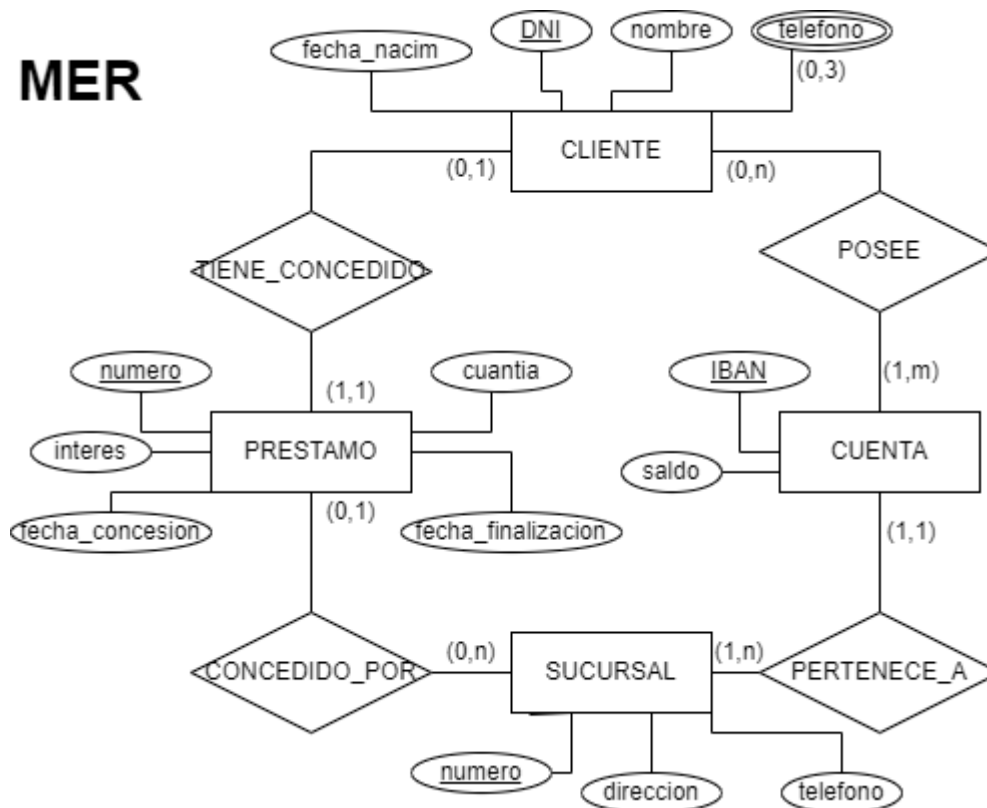 MER
fecha_nacim
DNI
nombre
telefono
(0,3)
CLIENTE
(0,1)
(0,n)
TIENE_CONCEDIDO
POSEE
numero
cuantia
(1,1)
IBAN
(1,m)
interes
PRESTAMO
saldo
CUENTA
fecha_concesion
(0,1)
fecha_finalizacion
(1,1)
CONCEDIDO_POR
(0,n)
SUCURSAL
(1,n)
PERTENECE_A
numero
direccion
telefono